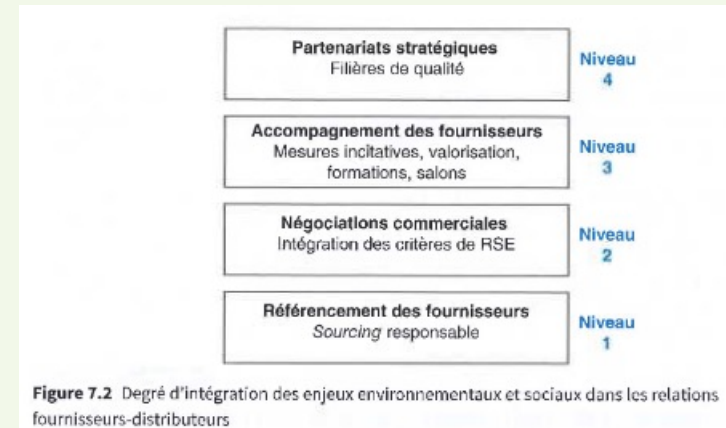 Partenariats stratégiques
Filières de qualité
Niveau
4
Accompagnement des fournisseurs
Mesures incitatives, valorisation,
formations, salons
Niveau
3
Négociations commerciales
Intégration des critères de RSE
Niveau
2
Référencement des fournisseurs
Sourcing responsable
Niveau
1
Figure 7.2 Degré d'intégration des enjeux environnementaux et sociaux dans les relations
fournisseurs-distributeurs